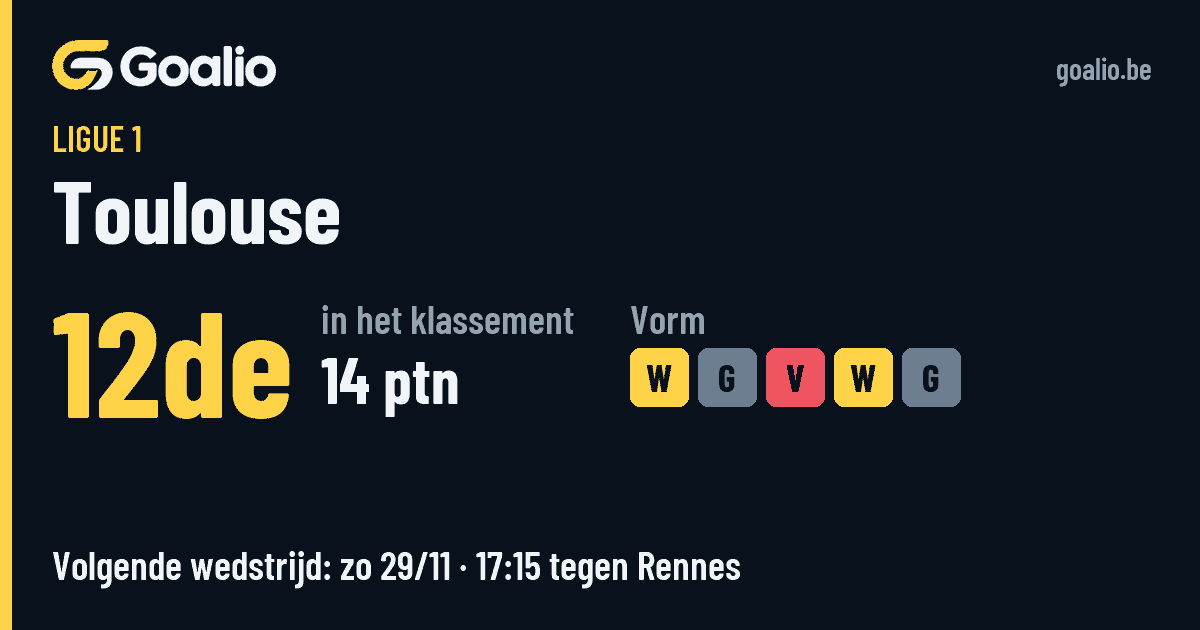 Goalio
goalio.be
LIGUE 1
Toulouse
12de
in het klassement
14 ptn
Vorm
W G V W G
Volgende wedstrijd: zo 29/11 · 17:15 tegen Rennes